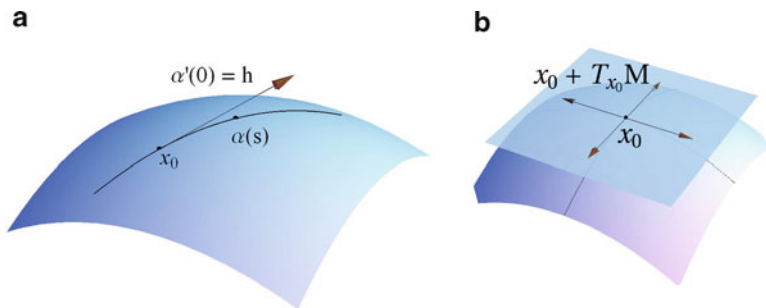 a
α'(0) = h
α(s)
x₀
b
x₀ + Tₓ₀M
x₀